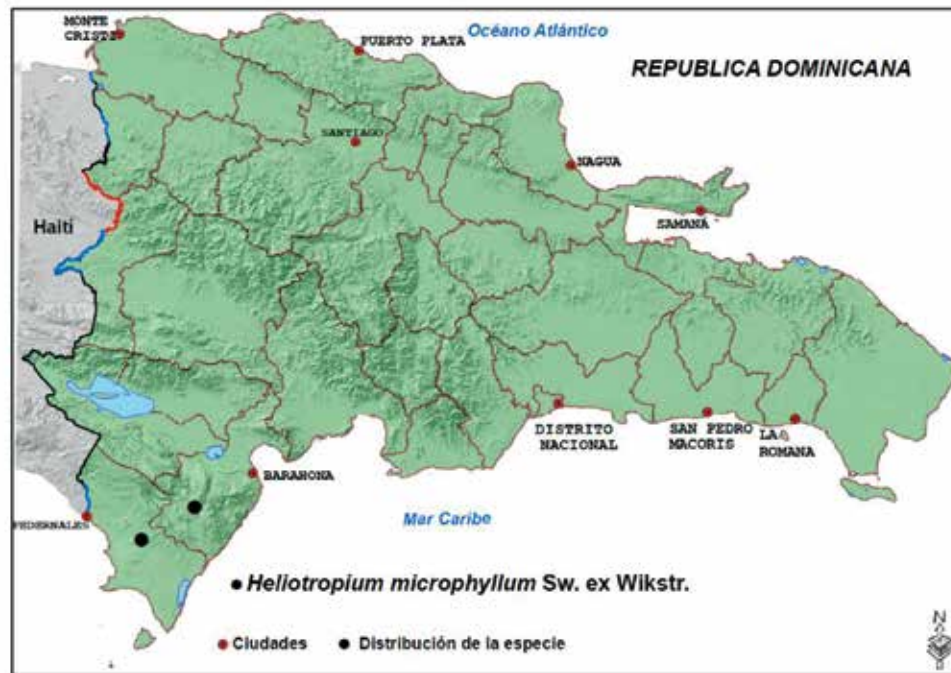 MONTE
CRISTI
PUERTO PLATA
Océano Atlántico
REPUBLICA DOMINICANA
SANTIAGO
NAGUA
Haití
SAMANÁ
DISTRITO
NACIONAL
SAN PEDRO
MACORIS
LA
ROMANA
BARAHONA
PEDERNALES
Mar Caribe
Heliotropium microphyllum Sw. ex Wikstr.
Ciudades
Distribución de la especie
N